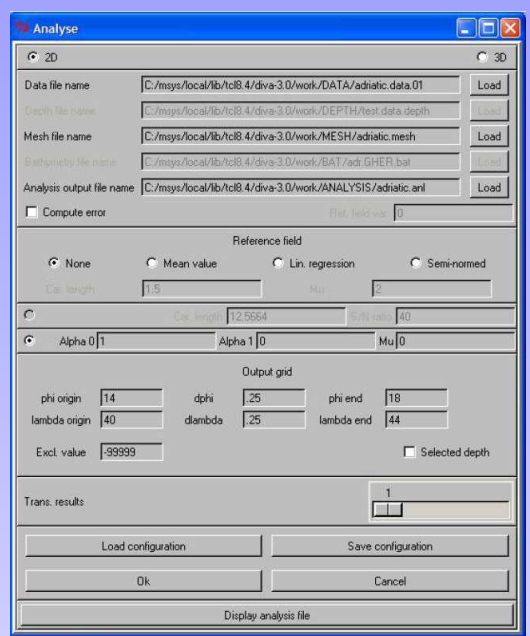 Analyse
2D 3D
Data file name C:/msys/local/lib/tcl8.4/diva-3.0/work/DATA/adriatic.data.01 Load
Depth file name C:/msys/local/lib/tcl8.4/diva-3.0/work/DEPTH/test.data.depth Load
Mesh file name C:/msys/local/lib/tcl8.4/diva-3.0/work/MESH/adriatic.mesh Load
Bathymetry file name C:/msys/local/lib/tcl8.4/diva-3.0/work/BAT/adr.GHER.bat Load
Analysis output file name C:/msys/local/lib/tcl8.4/diva-3.0/work/ANALYSIS/adriatic.anl Load
Compute error Ref. field var. 0
Reference field
None Mean value Lin. regression Semi-normed
Car. length 1.5 Mu 2
Car. length 12.5664 S/N ratio 40
Alpha 0 1 Alpha 1 0 Mu 0
Output grid
phi origin 14 dphi .25 phi end 18
lambda origin 40 dlambda .25 lambda end 44
Excl. value -99999 Selected depth
1
Trans. results
Load configuration Save configuration
Ok Cancel
Display analysis file